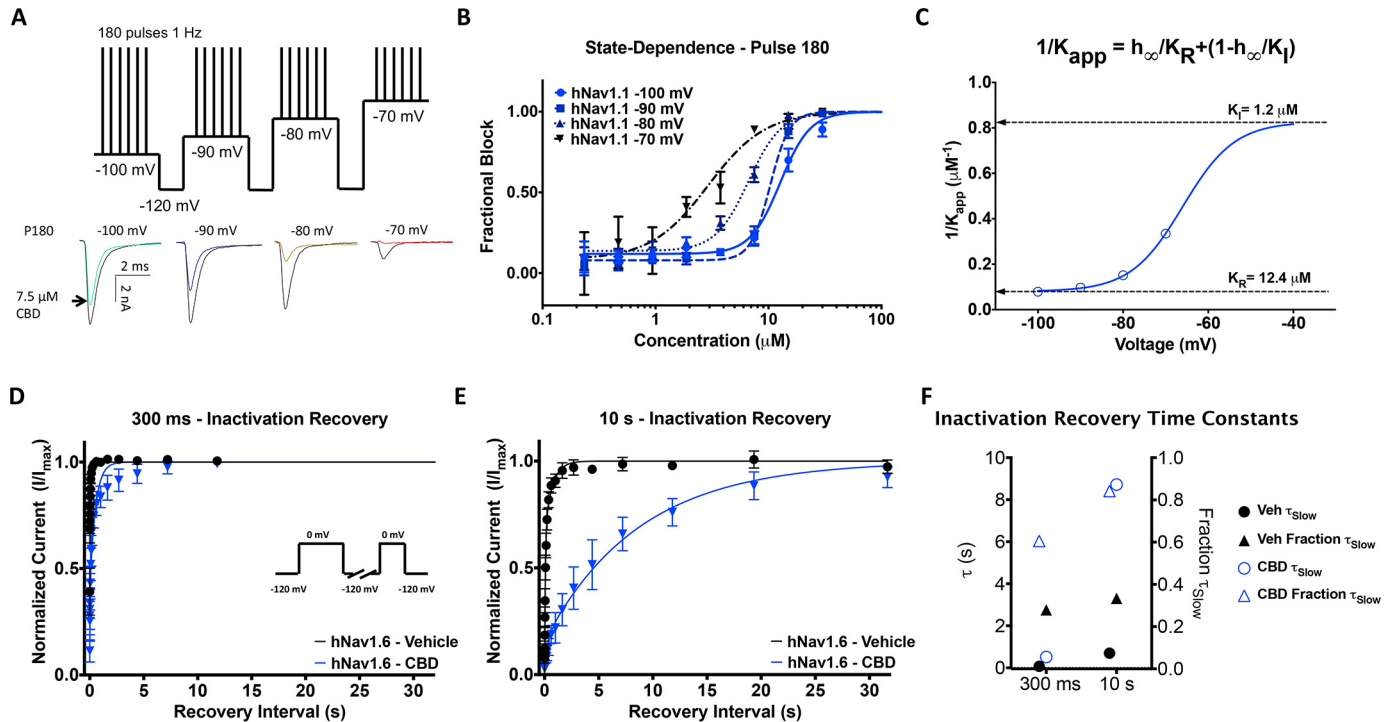 A
180 pulses 1 Hz
-100 mV
-90 mV
-80 mV
-70 mV
-120 mV
P180
-100 mV
-90 mV
-80 mV
-70 mV
2 ms
2 nA
7.5 μM
CBD
B
State-Dependence - Pulse 180
hNav1.1 -100 mV
hNav1.1 -90 mV
hNav1.1 -80 mV
hNav1.1 -70 mV
Fractional Block
1.00
0.50
0.00
0.1
1
10
100
Concentration (μM)
C
1/Kapp = h∞/KR+(1-h∞/KI)
1/Kapp (μM-1)
1.0
0.8
0.6
0.4
0.2
0.0
KI= 1.2 μM
KR= 12.4 μM
-100
-80
-60
-40
Voltage (mV)
D
300 ms - Inactivation Recovery
Normalized Current (I/Imax)
1.0
0.5
0.0
0 mV
0 mV
-120 mV
-120 mV
-120 mV
hNav1.6 - Vehicle
hNav1.6 - CBD
0
5
10
15
20
25
30
Recovery Interval (s)
E
10 s - Inactivation Recovery
Normalized Current (I/Imax)
1.0
0.5
0.0
hNav1.6 - Vehicle
hNav1.6 - CBD
0
5
10
15
20
25
30
Recovery Interval (s)
F
Inactivation Recovery Time Constants
τ (s)
10
8
6
4
2
0
1.0
0.8
0.6
0.4
0.2
0.0
Fraction τSlow
300 ms
10 s
Veh τSlow
Veh Fraction τSlow
CBD τSlow
CBD Fraction τSlow